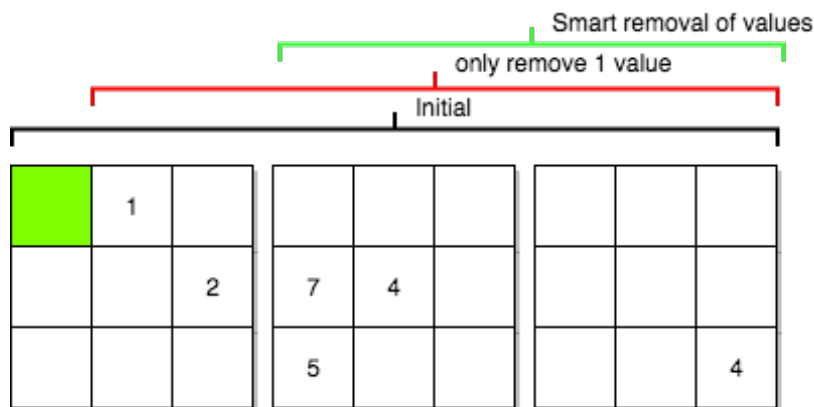 Smart removal of values
only remove 1 value
Initial
1
2 7 4
5 4